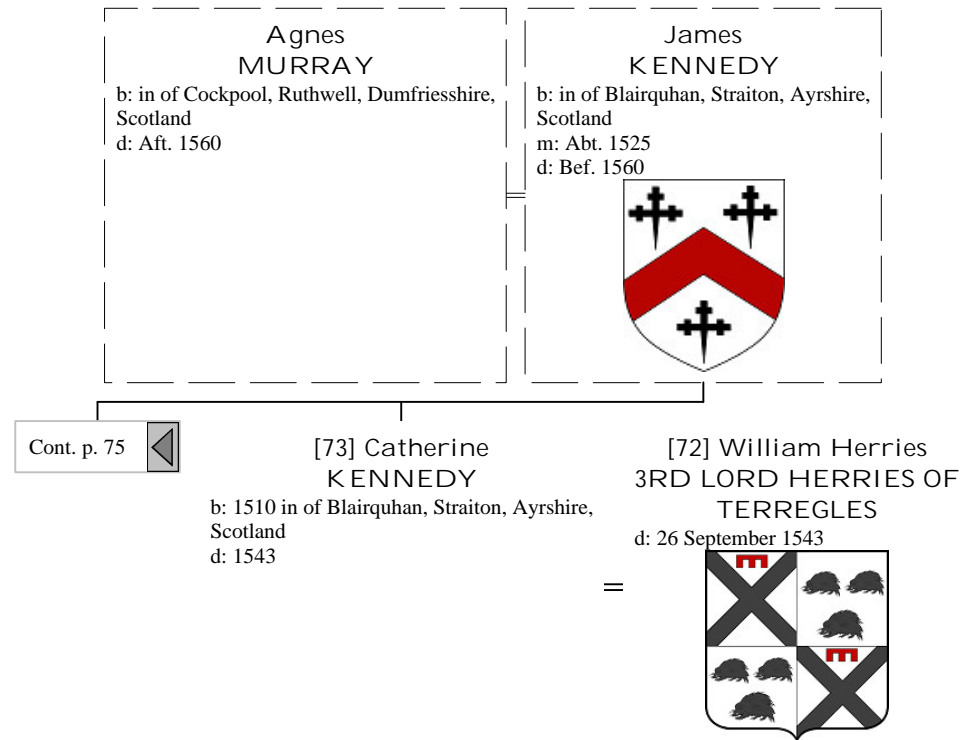 Agnes
MURRAY
b: in of Cockpool, Ruthwell, Dumfriesshire,
Scotland
d: Aft. 1560
James
KENNEDY
b: in of Blairquhan, Straiton, Ayrshire,
Scotland
m: Abt. 1525
d: Bef. 1560
=
Cont. p. 75
[73] Catherine
KENNEDY
b: 1510 in of Blairquhan, Straiton, Ayrshire,
Scotland
d: 1543
=
[72] William Herries
3RD LORD HERRIES OF
TERREGLES
d: 26 September 1543